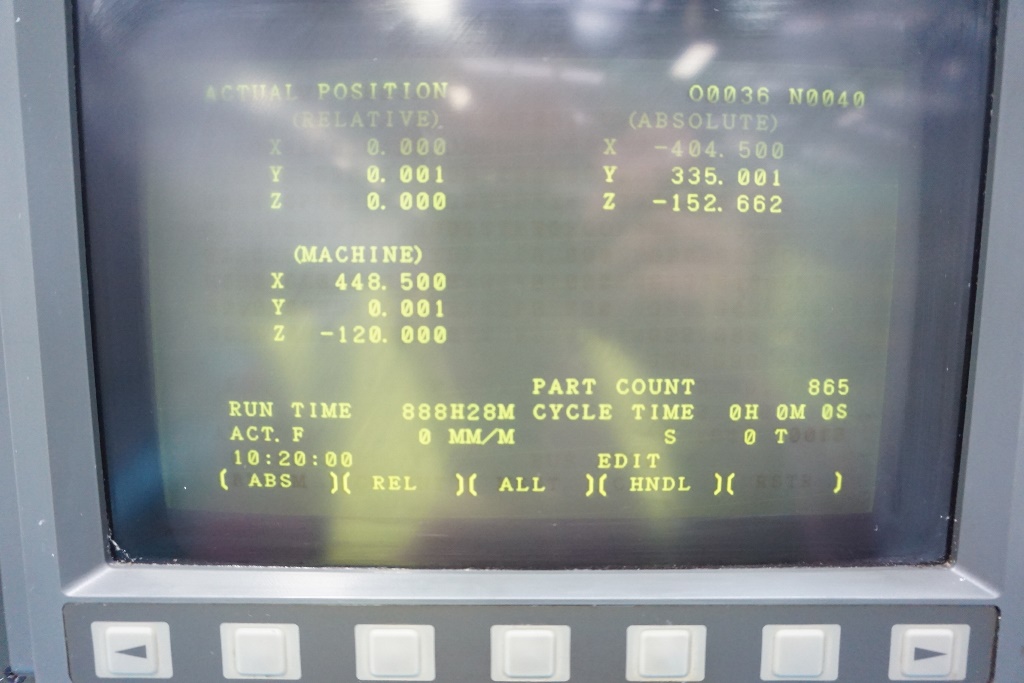 ACTUAL POSITION O0036 N0040
(RELATIVE) (ABSOLUTE)
X 0.000 X -404.500
Y 0.001 Y 335.001
Z 0.000 Z -152.662
(MACHINE)
X 448.500
Y 0.001
Z -120.000
PART COUNT 865
RUN TIME 888H28M CYCLE TIME 0H 0M 0S
ACT.F 0 MM/M S 0 T
10:20:00 EDIT
( ABS )( REL )( ALL )( HNDL )( )